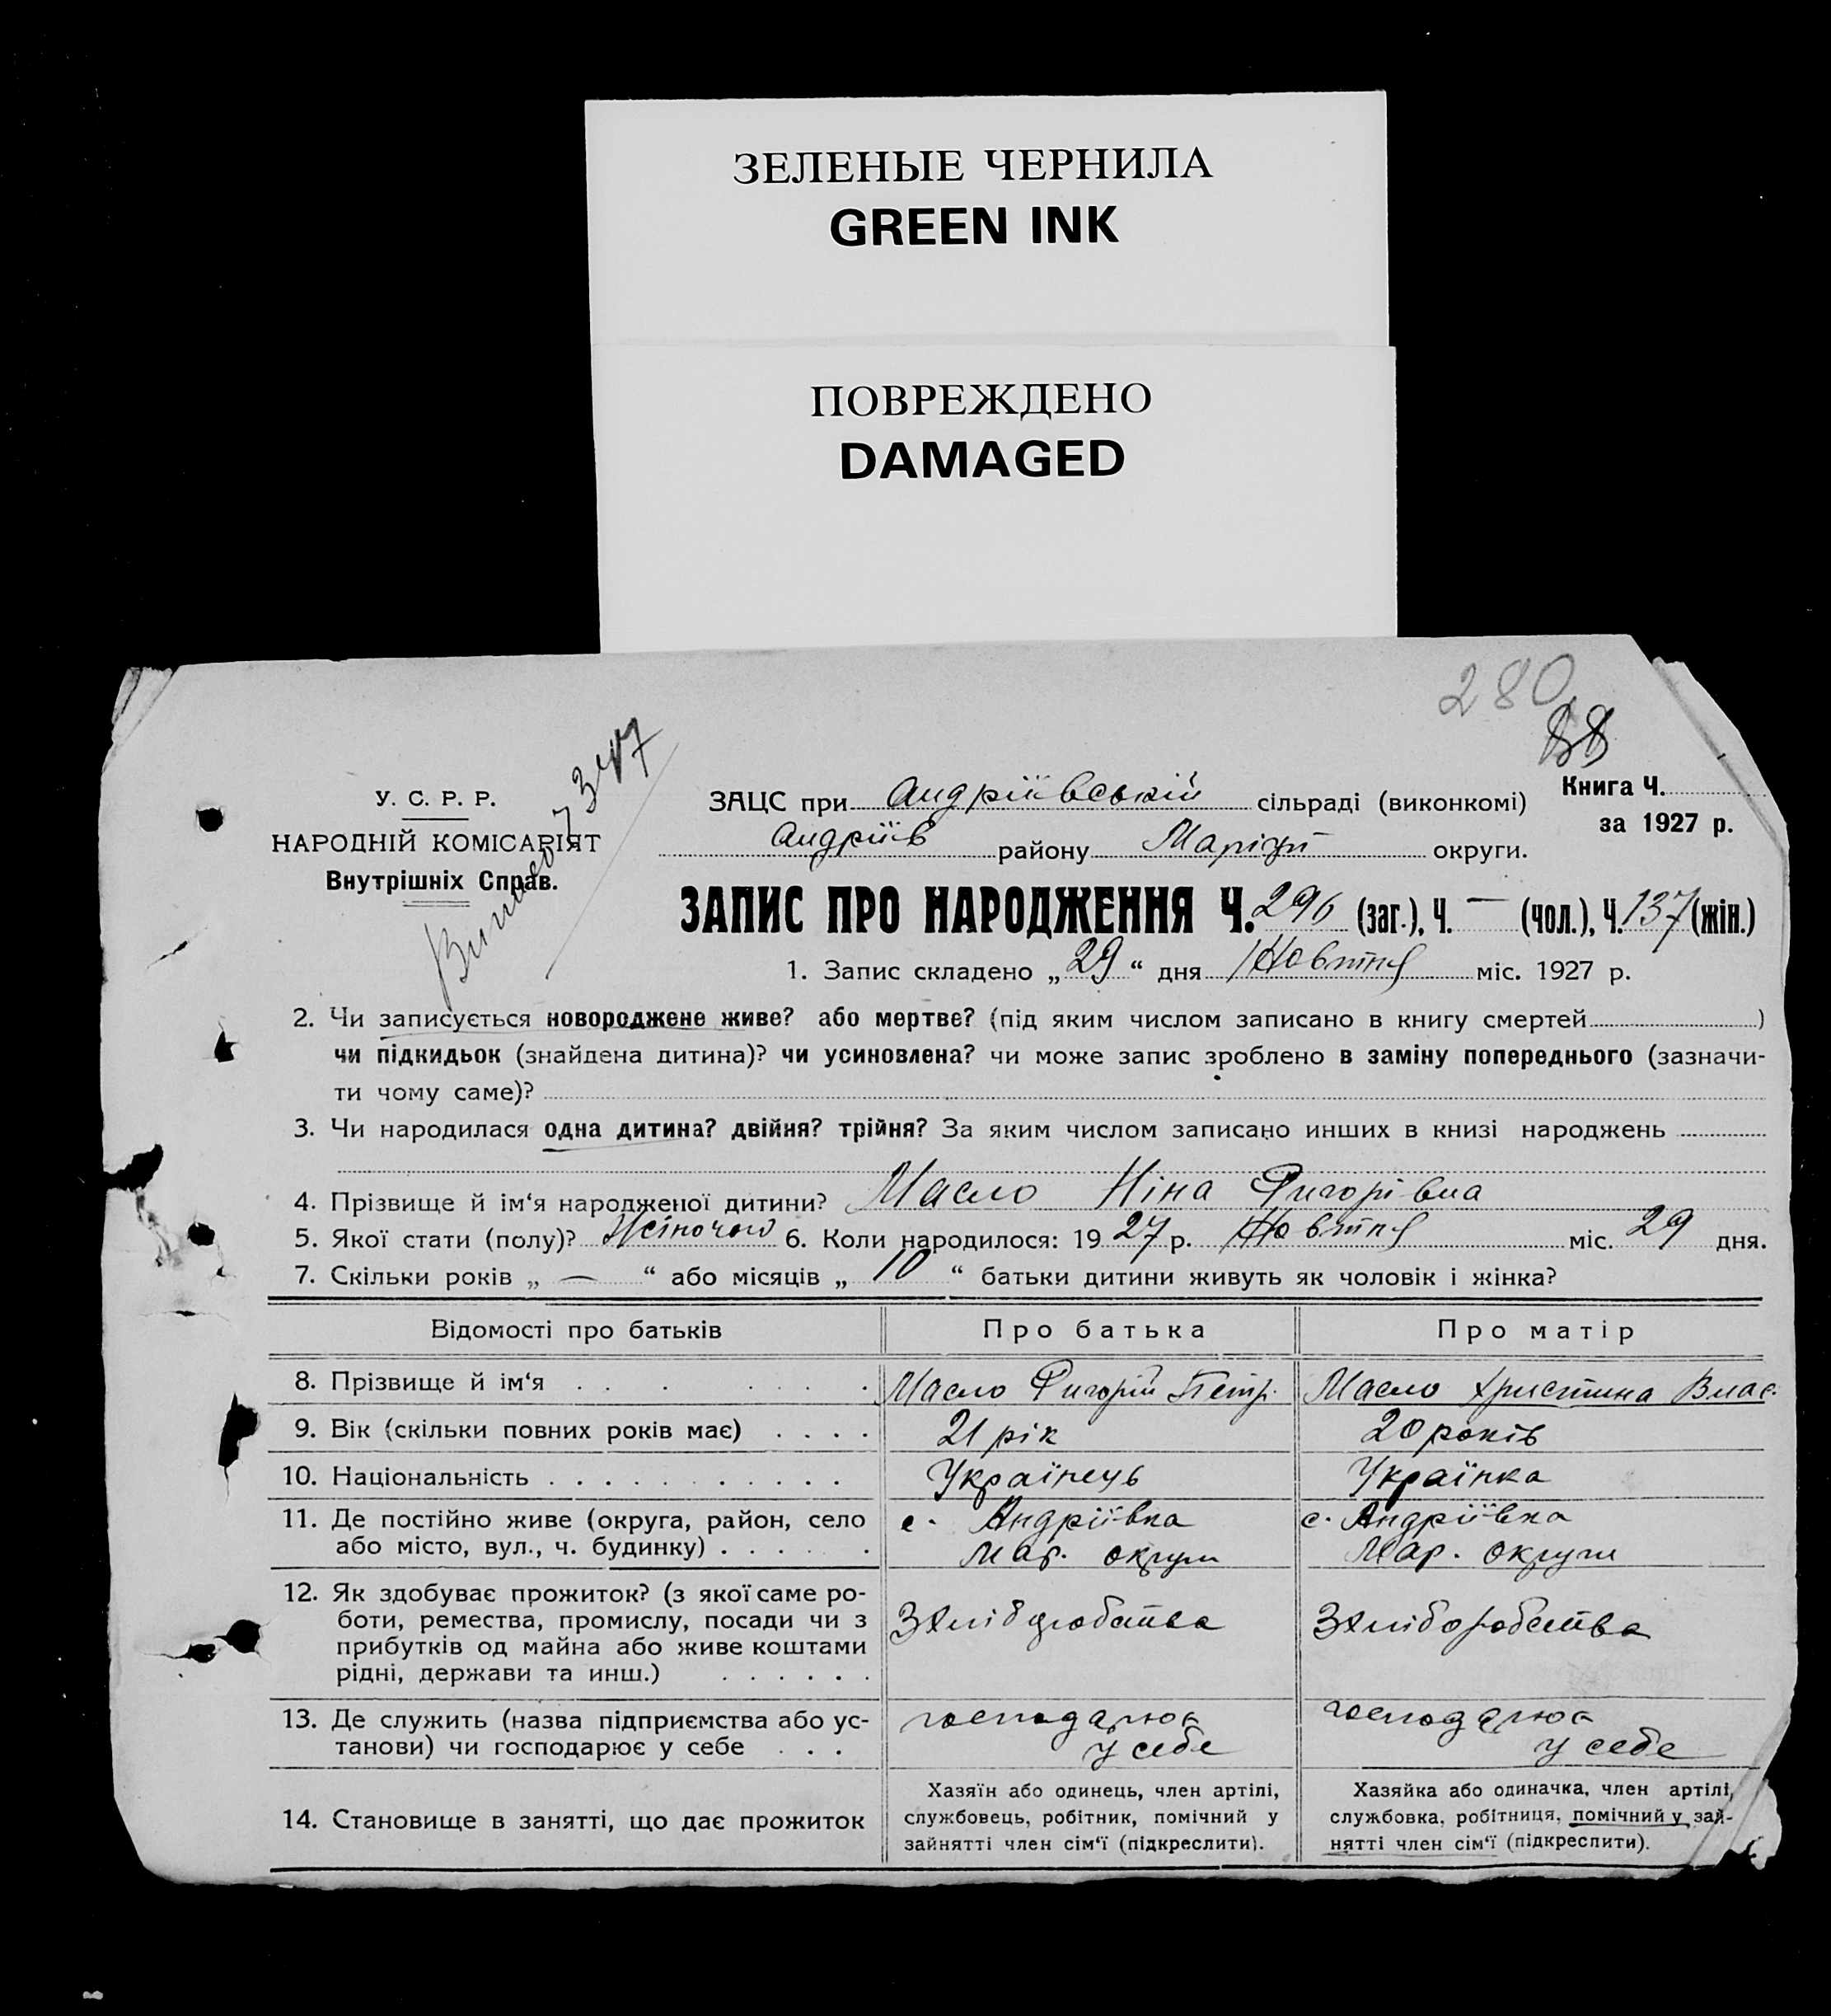 ЗЕЛЕНЫЕ ЧЕРНИЛА
GREEN INK
ПОВРЕЖДЕНО
DAMAGED
280
88
7347
У. С. Р. Р.
НАРОДНІЙ КОМІСАРІЯТ
Внутрішніх Справ.
Книга Ч.
за 1927 р.
ЗАЦС при Андріївській сільраді (виконкомі)
Андріїв району Маріуп округи.
ЗАПИС ПРО НАРОДЖЕННЯ Ч. 296 (заг.), Ч. — (чол.), Ч. 137 (жін.)
1. Запис складено „29“ дня Жовтня міс. 1927 р.
2. Чи записується новороджене живе? або мертве? (під яким числом записано в книгу смертей )
чи підкидьок (знайдена дитина)? чи усиновлена? чи може запис зроблено в заміну попереднього (зазначи-
ти чому саме)?
3. Чи народилася одна дитина? двійня? трійня? За яким числом записано инших в книзі народжень
4. Прізвище й ім‘я народженої дитини? Масло Ніна Григорівна
5. Якої стати (полу)? Жіночої 6. Коли народилося: 1927 р. Жовтня міс. 29 дня.
7. Скільки років „ — “ або місяців „ 10 “ батьки дитини живуть як чоловік і жінка?
Відомості про батьків Про батька Про матір
8. Прізвище й ім‘я Масло Григорій Петр. Масло Христина Влас.
9. Вік (скільки повних років має) 21 рік 20 років
10. Національність Українець Українка
11. Де постійно живе (округа, район, село с. Андріївка с. Андріївка
або місто, вул., ч. будинку) Мар. округи Мар. округи
12. Як здобуває прожиток? (з якої саме ро-
боти, ремества, промислу, посади чи з З хліборобства З хліборобства
прибутків од майна або живе коштами
рідні, держави та инш.)
13. Де служить (назва підприємства або ус- господарює господарює
танови) чи господарює у себе у себе у себе
14. Становище в занятті, що дає прожиток
Хазяїн або одинець, член артілі,
службовець, робітник, помічний у
зайнятті член сім‘ї (підкреслити).
Хазяйка або одиначка, член артілі,
службовка, робітниця, помічний у зай-
нятті член сім‘ї (підкреслити).